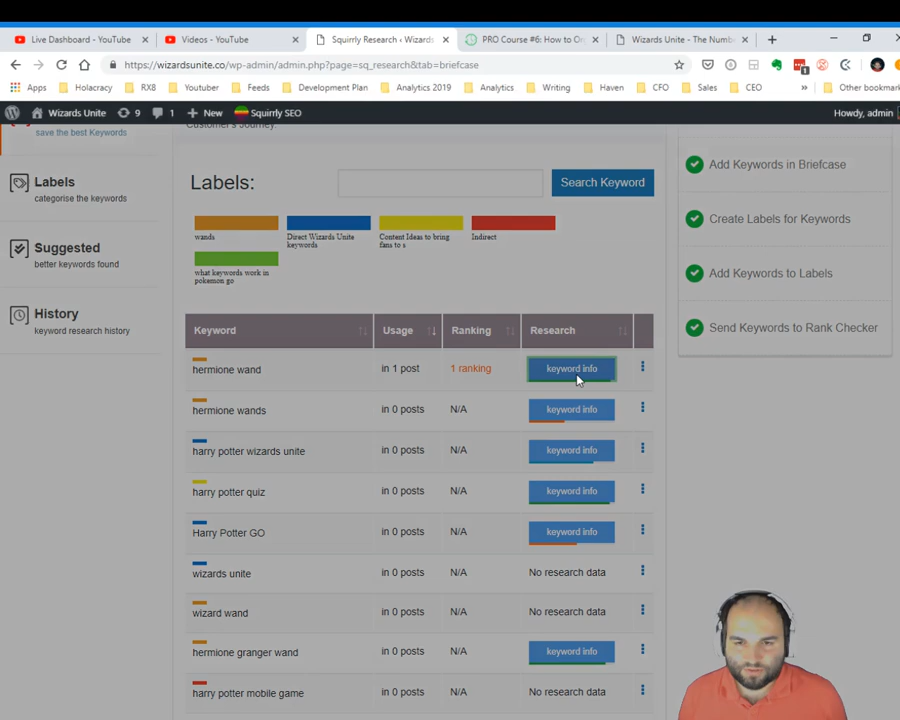 Live Dashboard - YouTube
Videos - YouTube
Squirrly Research ‹ Wizards
PRO Course #6: How to Or
Wizards Unite - The Numb
https://wizardsunite.co/wp-admin/admin.php?page=sq_research&tab=briefcase
Apps Holacracy RX8 Youtuber Feeds Development Plan Analytics 2019 Analytics Writing Haven CFO Sales CEO » Other bookmar
Wizards Unite 9 1 + New Squirrly SEO Howdy, admin
save the best Keywords
Customer's Journey.
Labels
categorise the keywords
Suggested
better keywords found
History
keyword research history
Labels:
Search Keyword
wands
Direct Wizards Unite
keywords
Content Ideas to bring
fans to s
Indirect
what keywords work in
pokemon go
Keyword Usage Ranking Research
hermione wand in 1 post 1 ranking keyword info
hermione wands in 0 posts N/A keyword info
harry potter wizards unite in 0 posts N/A keyword info
harry potter quiz in 0 posts N/A keyword info
Harry Potter GO in 0 posts N/A keyword info
wizards unite in 0 posts N/A No research data
wizard wand in 0 posts N/A No research data
hermione granger wand in 0 posts N/A keyword info
harry potter mobile game in 0 posts N/A No research data
Add Keywords in Briefcase
Create Labels for Keywords
Add Keywords to Labels
Send Keywords to Rank Checker